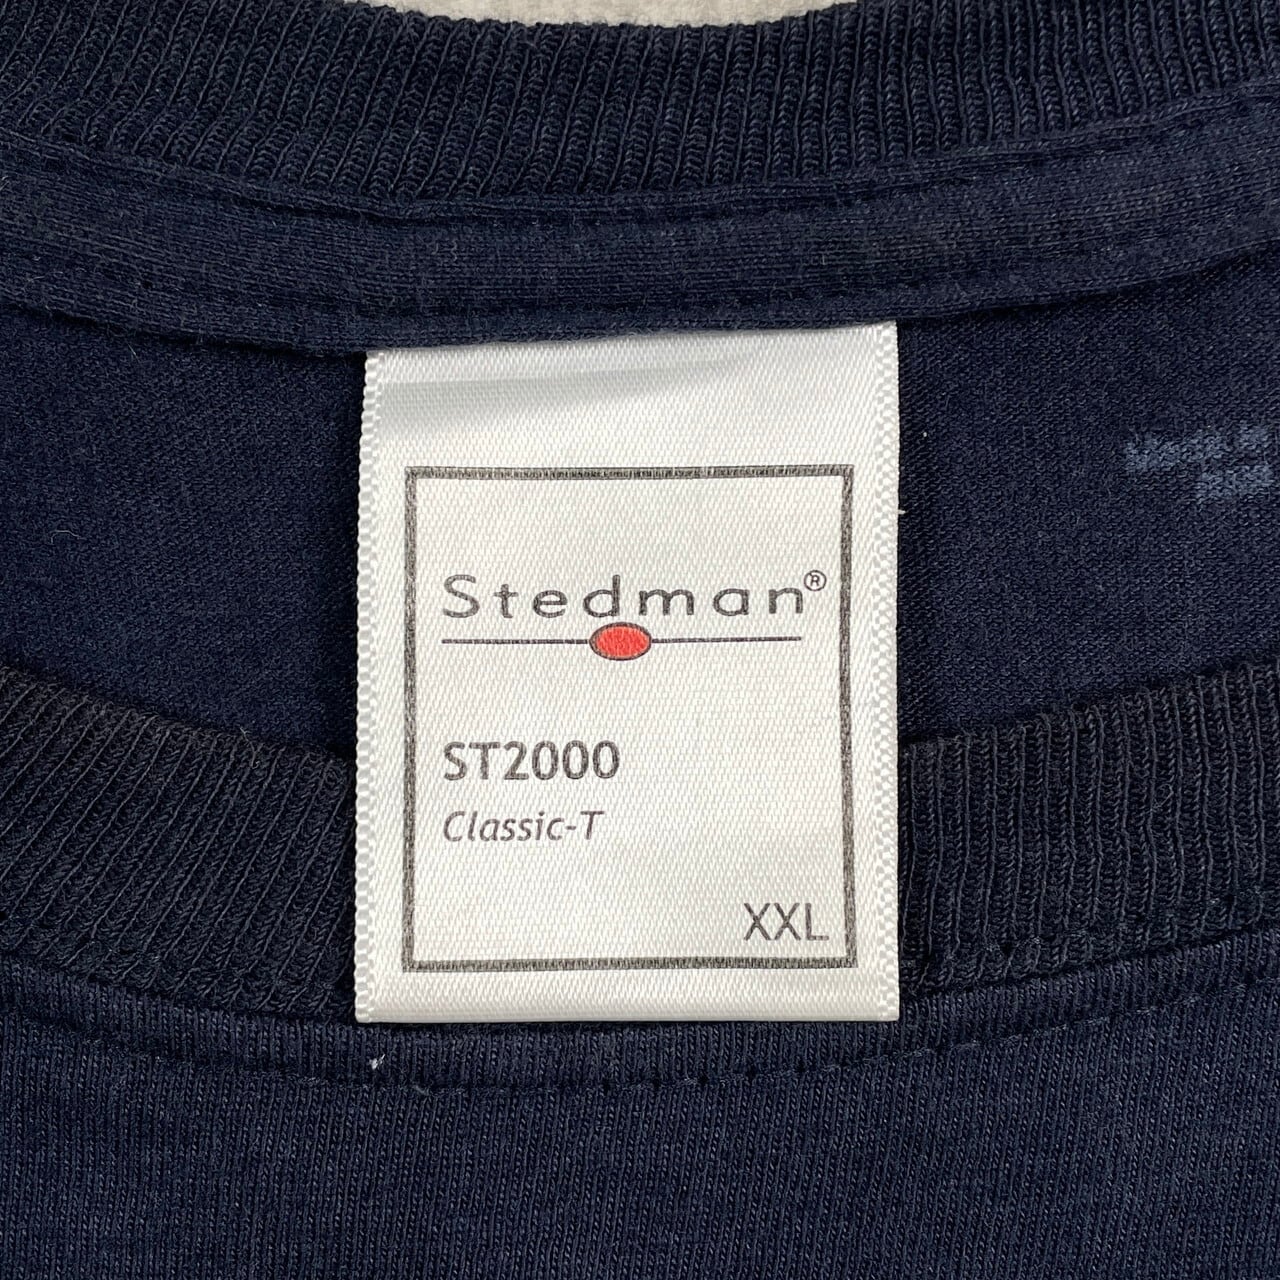 Stedman®
ST2000
Classic-T
XXL